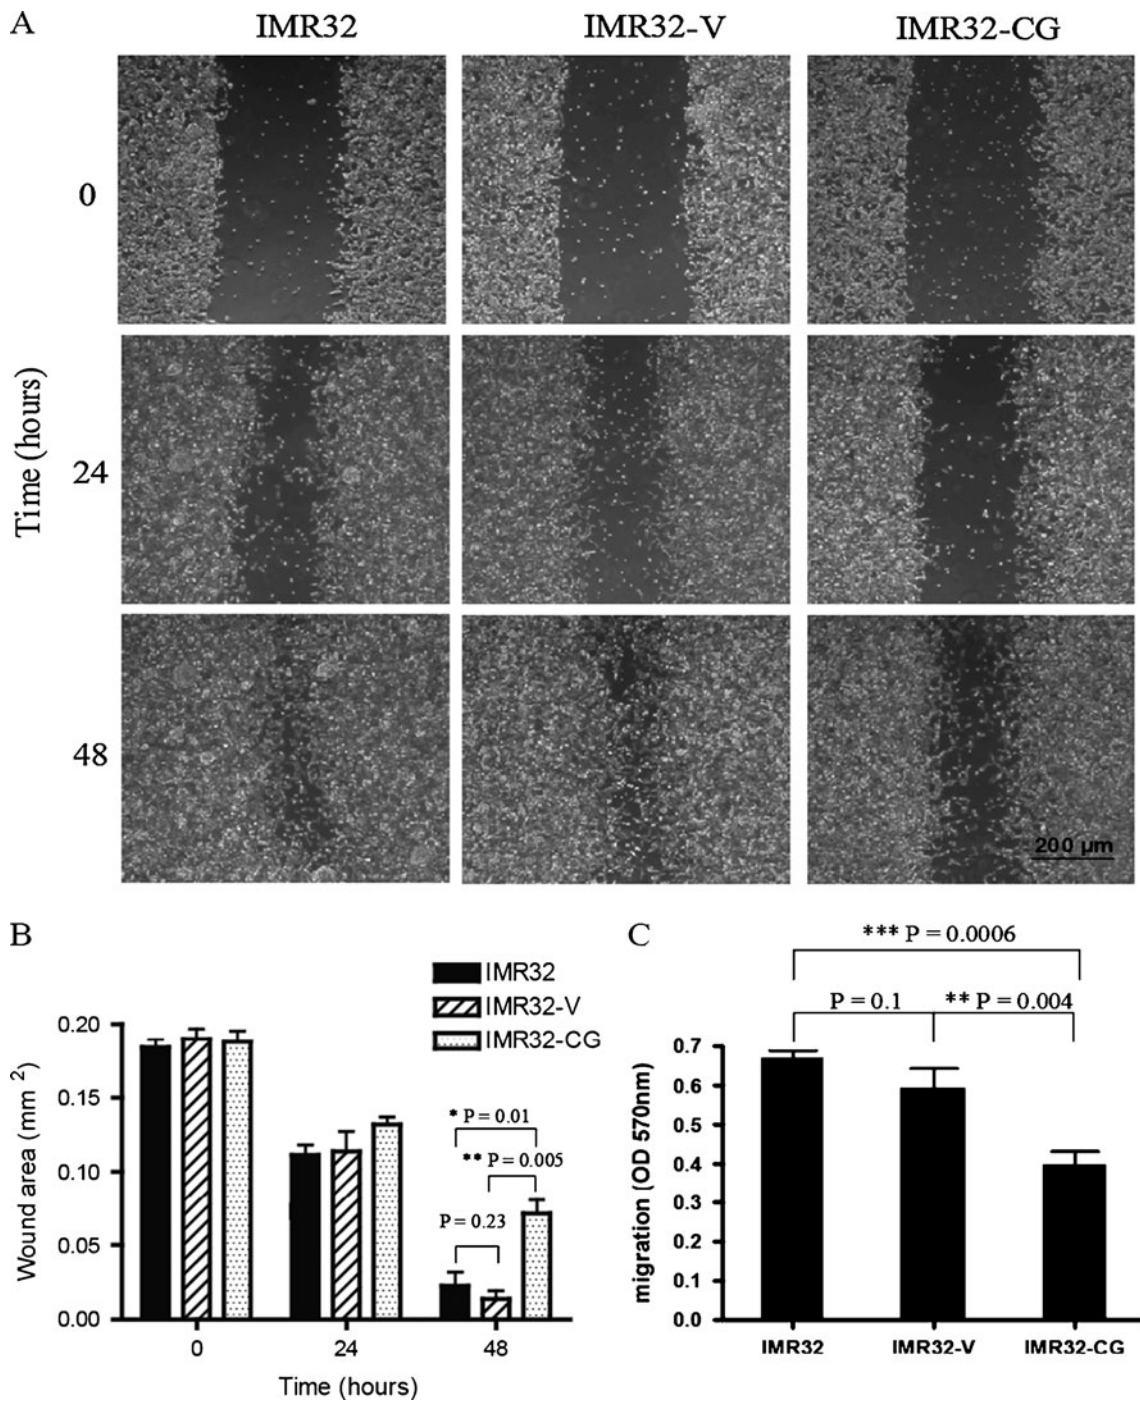 A
IMR32 IMR32-V IMR32-CG
Time (hours)
0
24
48
200 µm
B
IMR32
IMR32-V
IMR32-CG
Wound area (mm 2)
0.20
0.15
0.10
0.05
0.00
* P = 0.01
** P = 0.005
P = 0.23
0 24 48
Time (hours)
C
*** P = 0.0006
P = 0.1 ** P = 0.004
migration (OD 570nm)
0.7
0.6
0.5
0.4
0.3
0.2
0.1
0.0
IMR32 IMR32-V IMR32-CG